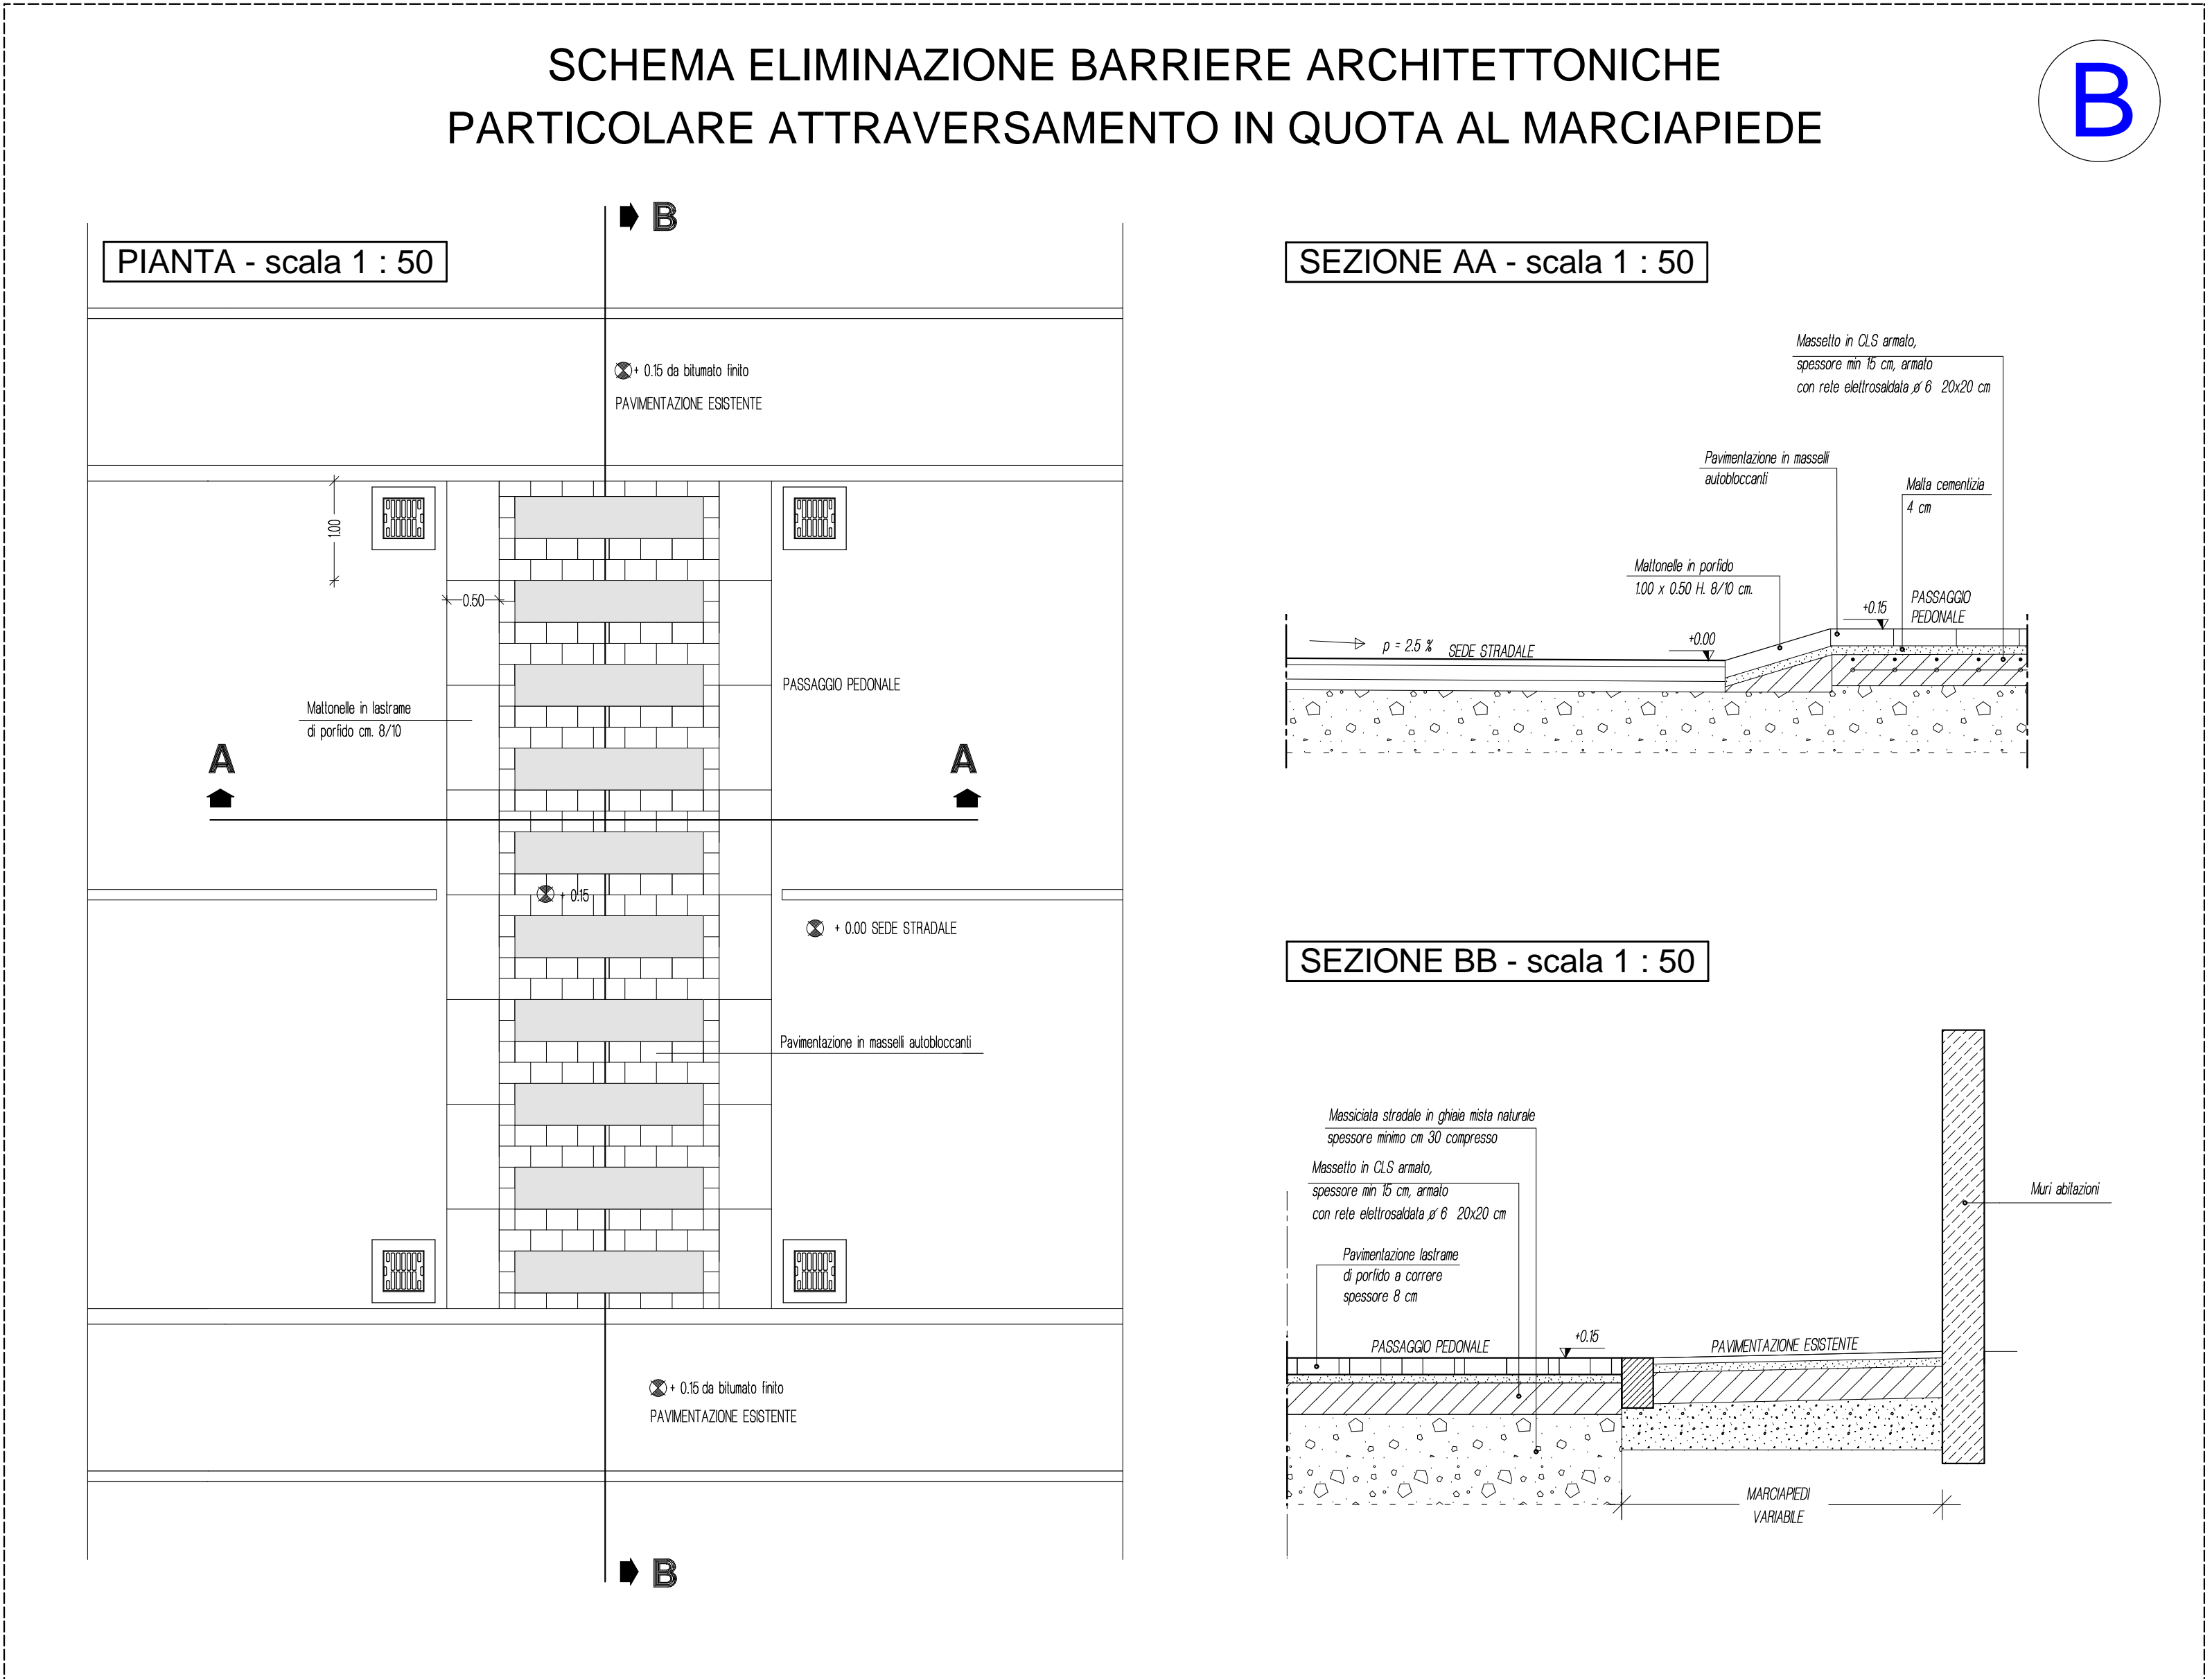 SCHEMA ELIMINAZIONE BARRIERE ARCHITETTONICHE
PARTICOLARE ATTRAVERSAMENTO IN QUOTA AL MARCIAPIEDE
B
PIANTA - scala 1 : 50
B
+ 0.15 da bitumato finito
PAVIMENTAZIONE ESISTENTE
1.00
0.50
PASSAGGIO PEDONALE
Mattonelle in lastrame
di porfido cm. 8/10
A
A
+ 0.15
+ 0.00 SEDE STRADALE
Pavimentazione in masselli autobloccanti
+ 0.15 da bitumato finito
PAVIMENTAZIONE ESISTENTE
B
SEZIONE AA - scala 1 : 50
Massetto in CLS armato,
spessore min 15 cm, armato
con rete elettrosaldata ø 6 20x20 cm
Pavimentazione in masselli
autobloccanti
Malta cementizia
4 cm
Mattonelle in porfido
1.00 x 0.50 H. 8/10 cm.
+0.15
PASSAGGIO
PEDONALE
p = 2.5 %
SEDE STRADALE
+0.00
SEZIONE BB - scala 1 : 50
Massiciata stradale in ghiaia mista naturale
spessore minimo cm 30 compresso
Massetto in CLS armato,
spessore min 15 cm, armato
con rete elettrosaldata ø 6 20x20 cm
Pavimentazione lastrame
di porfido a correre
spessore 8 cm
Muri abitazioni
PASSAGGIO PEDONALE
+0.15
PAVIMENTAZIONE ESISTENTE
MARCIAPIEDI
VARIABILE